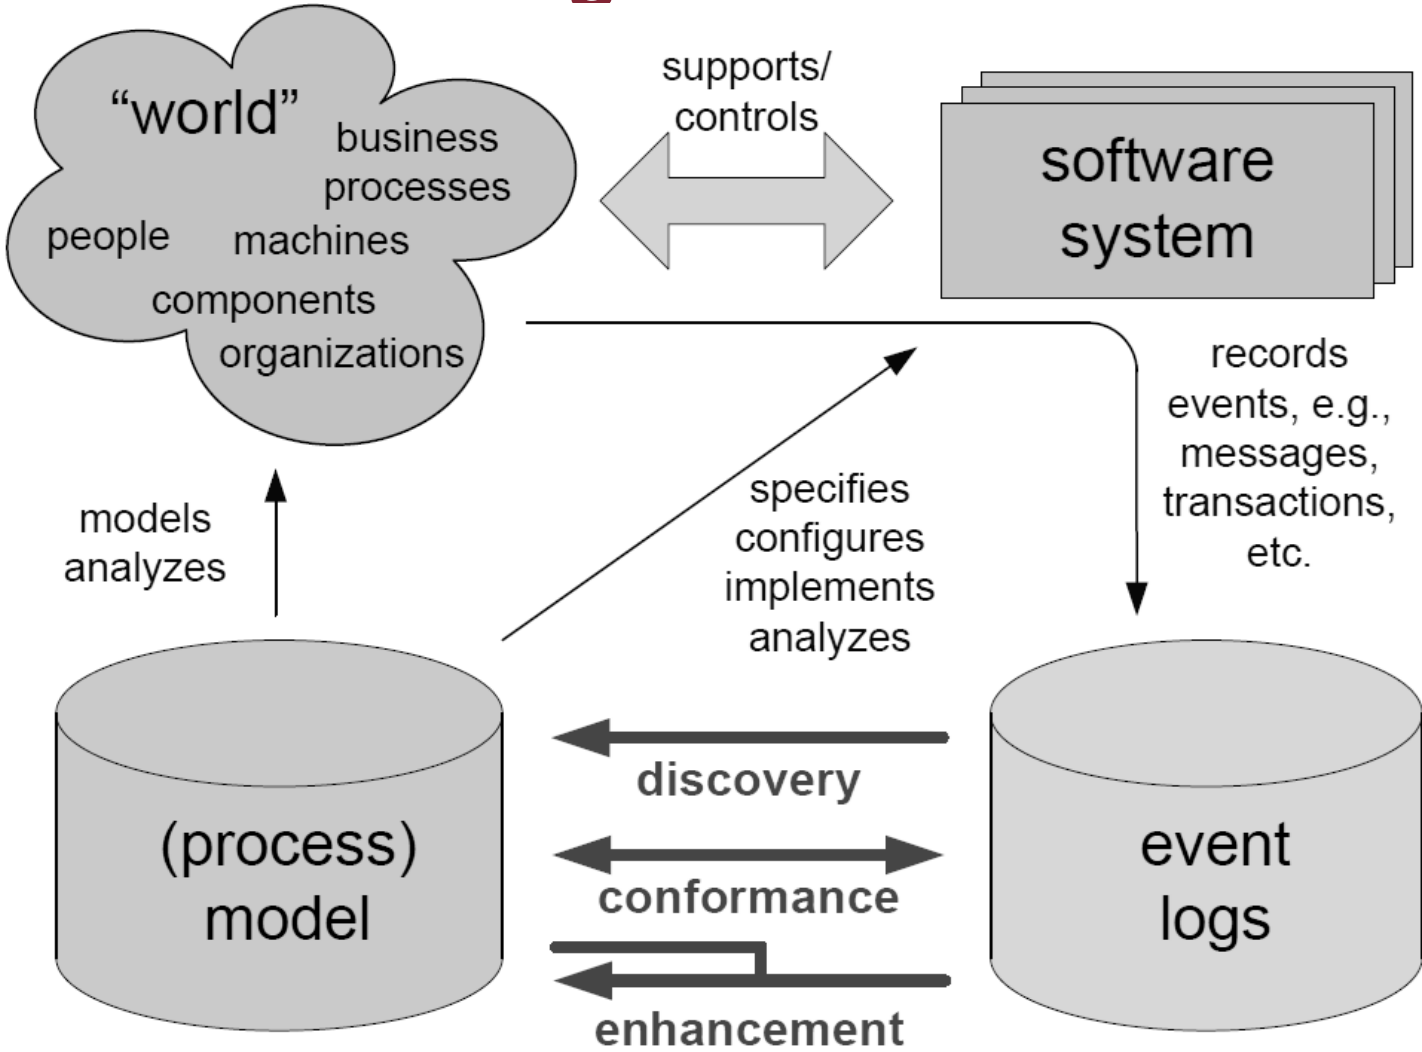 “world”
business
processes
people
machines
components
organizations
supports/
controls
software
system
records
events, e.g.,
messages,
transactions,
etc.
models
analyzes
specifies
configures
implements
analyzes
discovery
(process)
model
conformance
event
logs
enhancement